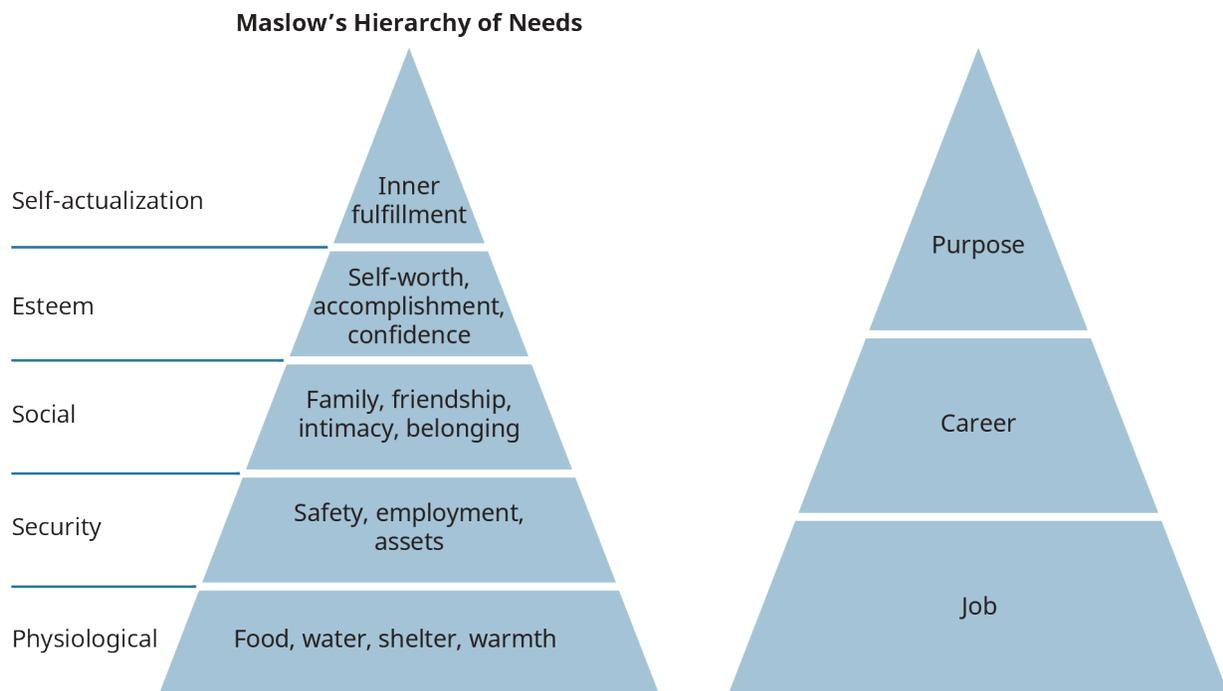 Maslow’s Hierarchy of Needs
Self-actualization
Inner
fulfillment
Esteem
Self-worth,
accomplishment,
confidence
Social
Family, friendship,
intimacy, belonging
Security
Safety, employment,
assets
Physiological
Food, water, shelter, warmth
Purpose
Career
Job